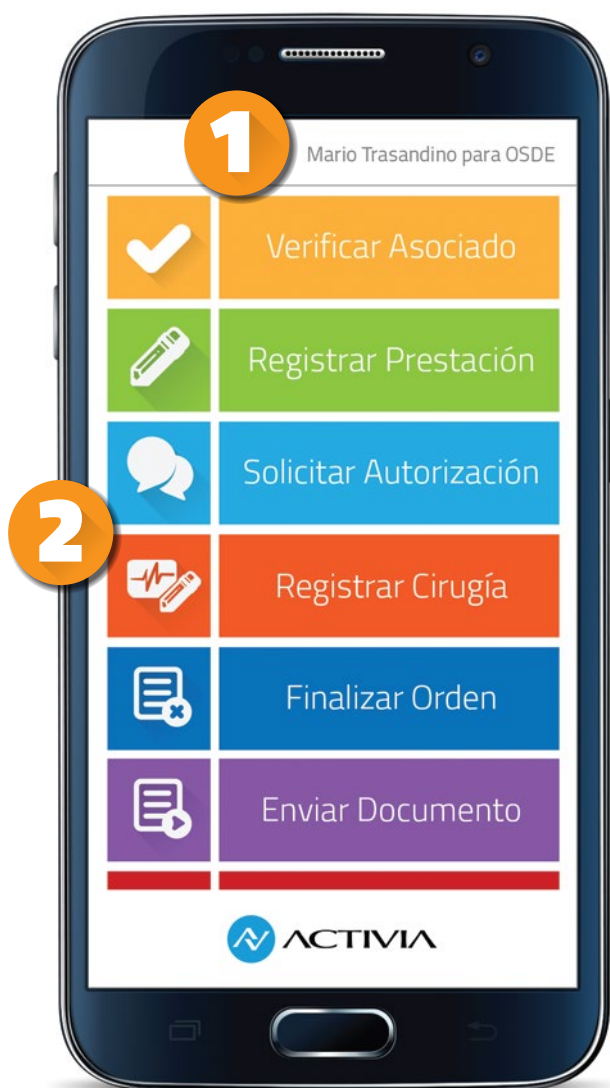 1
Mario Trasandino para OSDE
Verificar Asociado
Registrar Prestación
Solicitar Autorización
2
Registrar Cirugía
Finalizar Orden
Enviar Documento
ACTIVIA